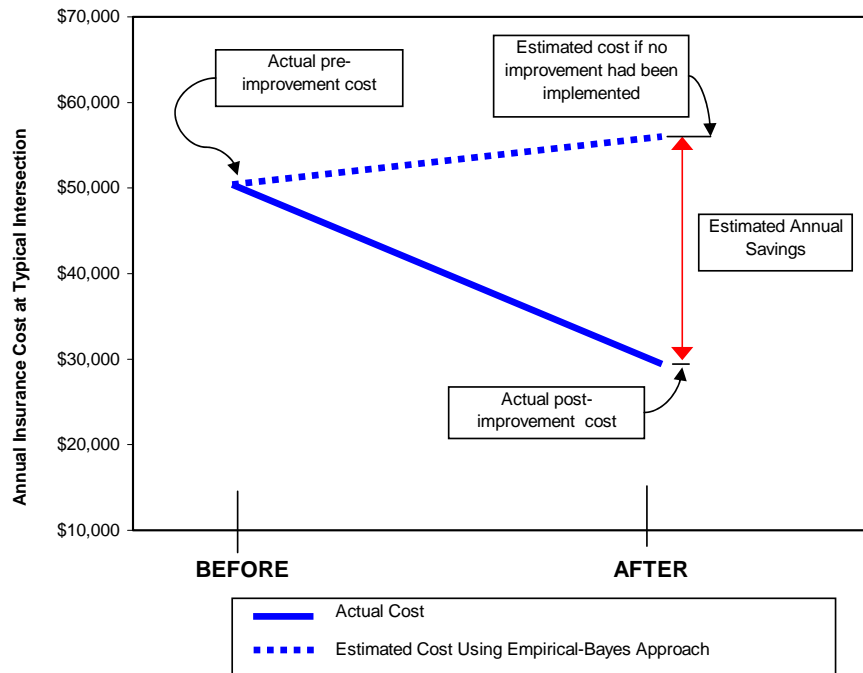 $70,000
Actual pre-
improvement cost
Estimated cost if no
improvement had been
implemented
$60,000
$50,000
Estimated Annual
Savings
$40,000
$30,000
Actual post-
improvement cost
$20,000
$10,000
Annual Insurance Cost at Typical Intersection
BEFORE
AFTER
Actual Cost
Estimated Cost Using Empirical-Bayes Approach